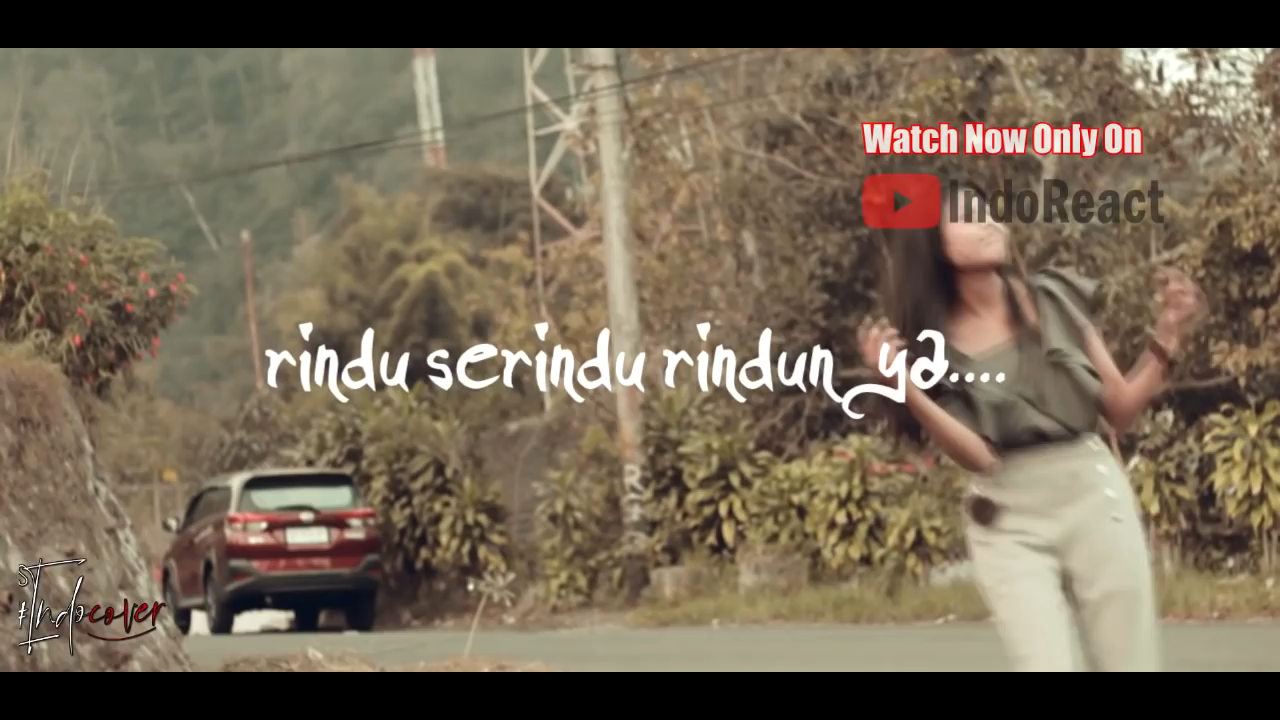 Watch Now Only On
IndoReact
rindu serindu rindun ya....
Indocover